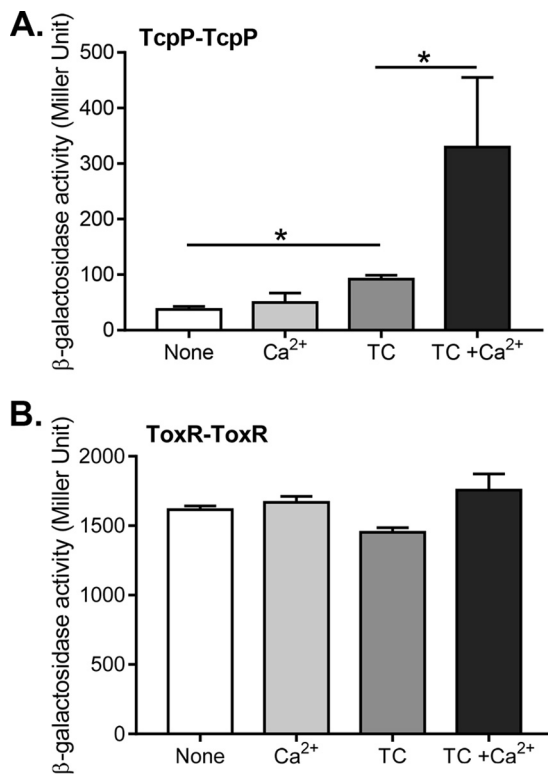 A.
TcpP-TcpP
β-galactosidase activity (Miller Unit)
500
400
300
200
100
0
*
*
None Ca²⁺ TC TC +Ca²⁺
B.
ToxR-ToxR
β-galactosidase activity (Miller Unit)
2000
1500
1000
500
0
None Ca²⁺ TC TC +Ca²⁺